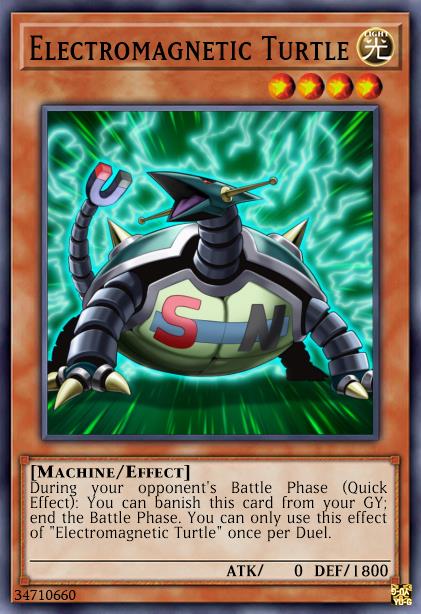 ELECTROMAGNETIC TURTLE
LIGHT
光
S N
[MACHINE/EFFECT]
During your opponent's Battle Phase (Quick
Effect): You can banish this card from your GY;
end the Battle Phase. You can only use this effect
of "Electromagnetic Turtle" once per Duel.
ATK/ 0 DEF/1800
34710660